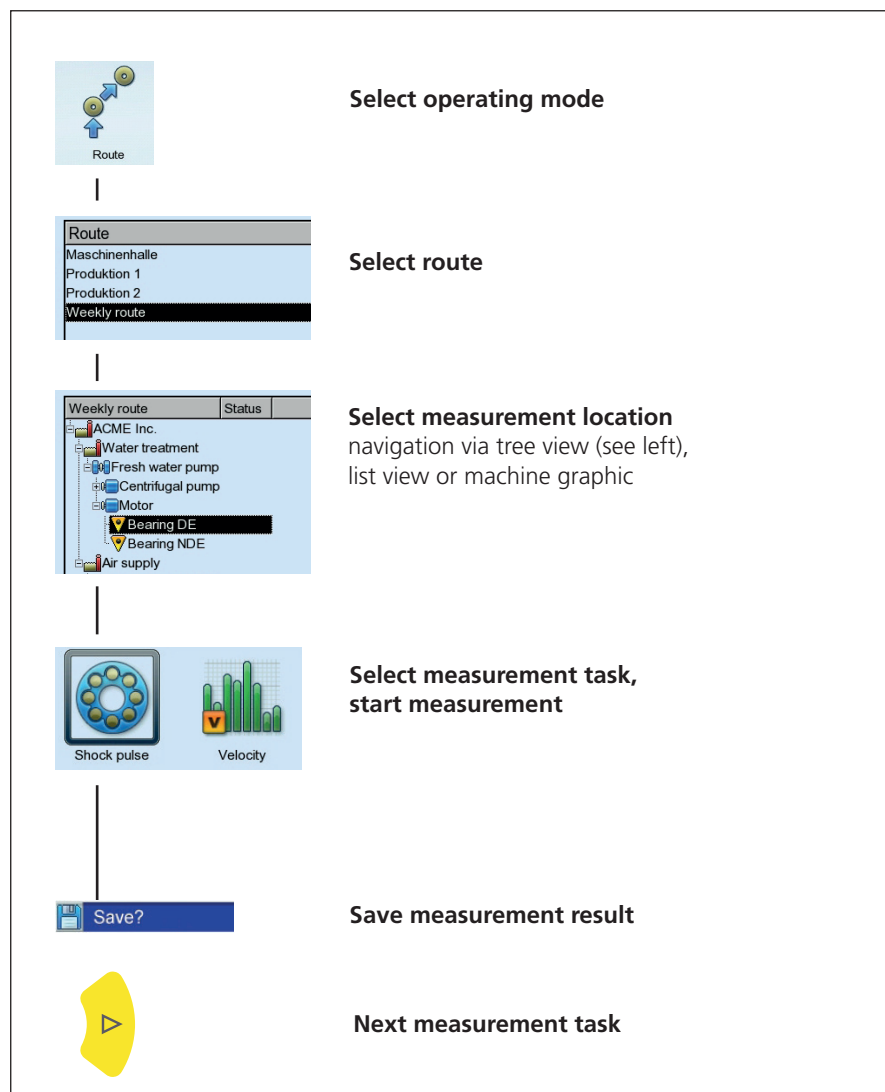 Route
Select operating mode
Route
Maschinenhalle
Produktion 1
Produktion 2
Weekly route
Select route
Weekly route Status
ACME Inc.
Water treatment
Fresh water pump
Centrifugal pump
Motor
Bearing DE
Bearing NDE
Air supply
Select measurement location
navigation via tree view (see left),
list view or machine graphic
V
Shock pulse
Velocity
Select measurement task,
start measurement
Save?
Save measurement result
Next measurement task